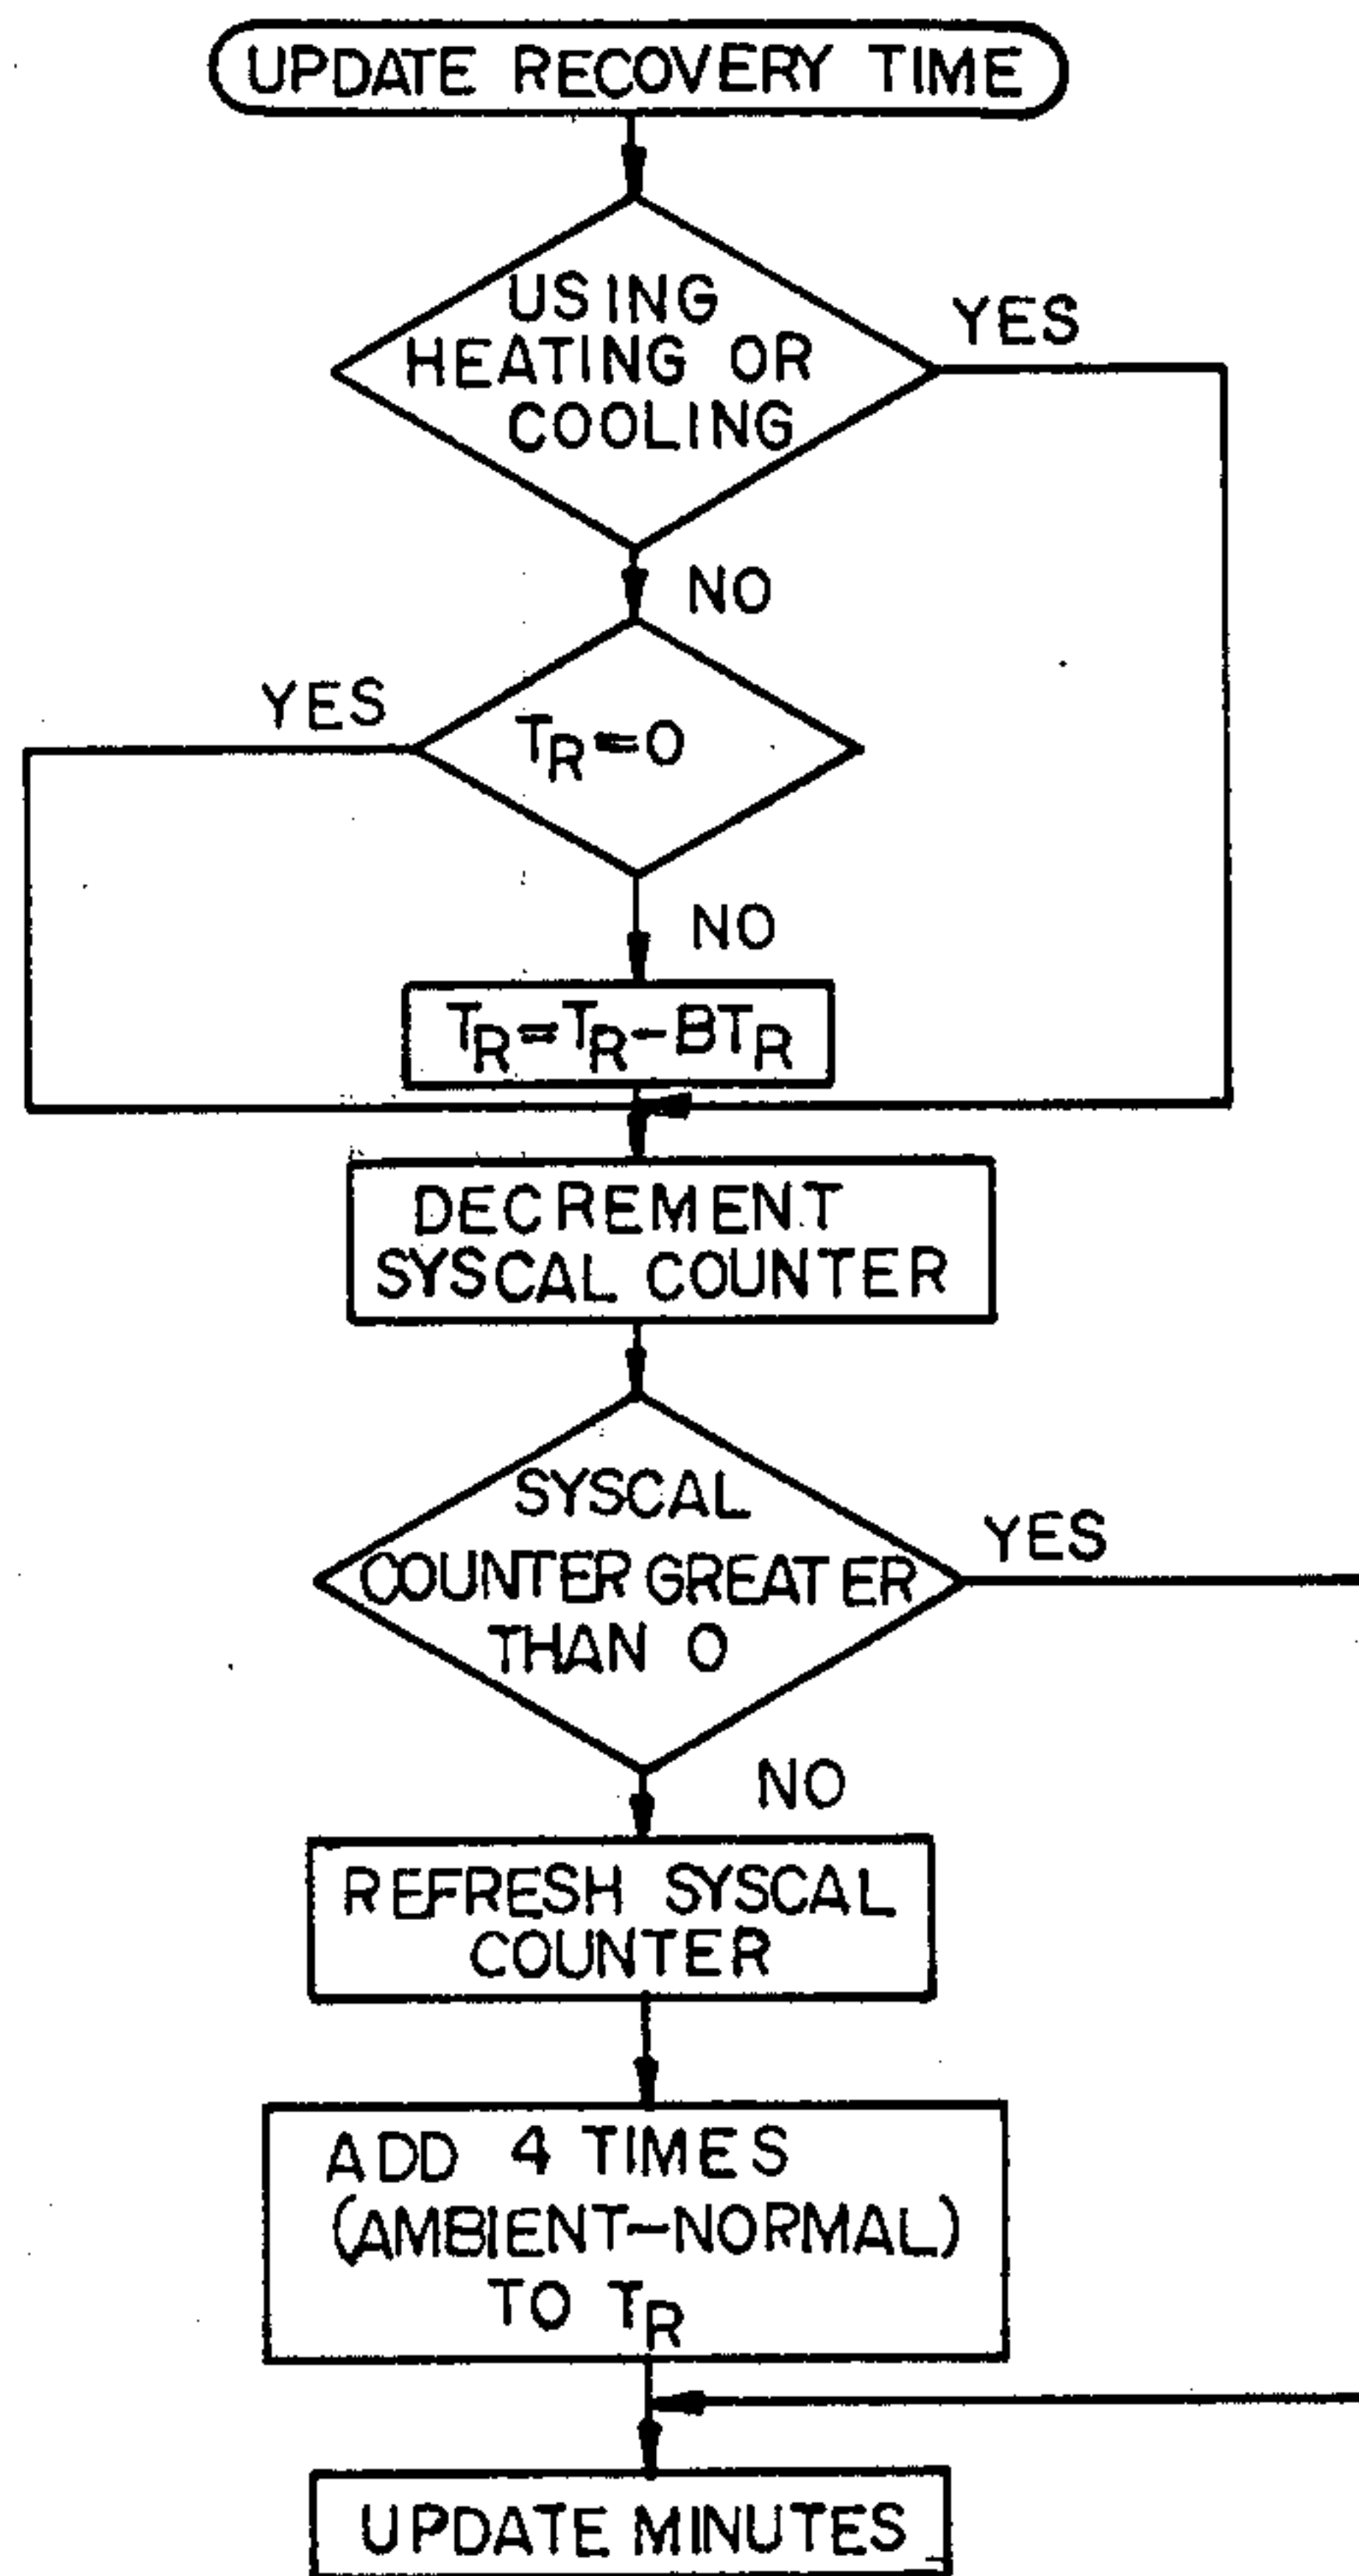 UPDATE RECOVERY TIME
USING
HEATING OR
COOLING
YES
NO
YES
TR=0
NO
TR=TR-BTR
DECREMENT
SYSCAL COUNTER
SYSCAL
COUNTER GREATER
THAN 0
YES
NO
REFRESH SYSCAL
COUNTER
ADD 4 TIMES
(AMBIENT-NORMAL)
TO TR
UPDATE MINUTES